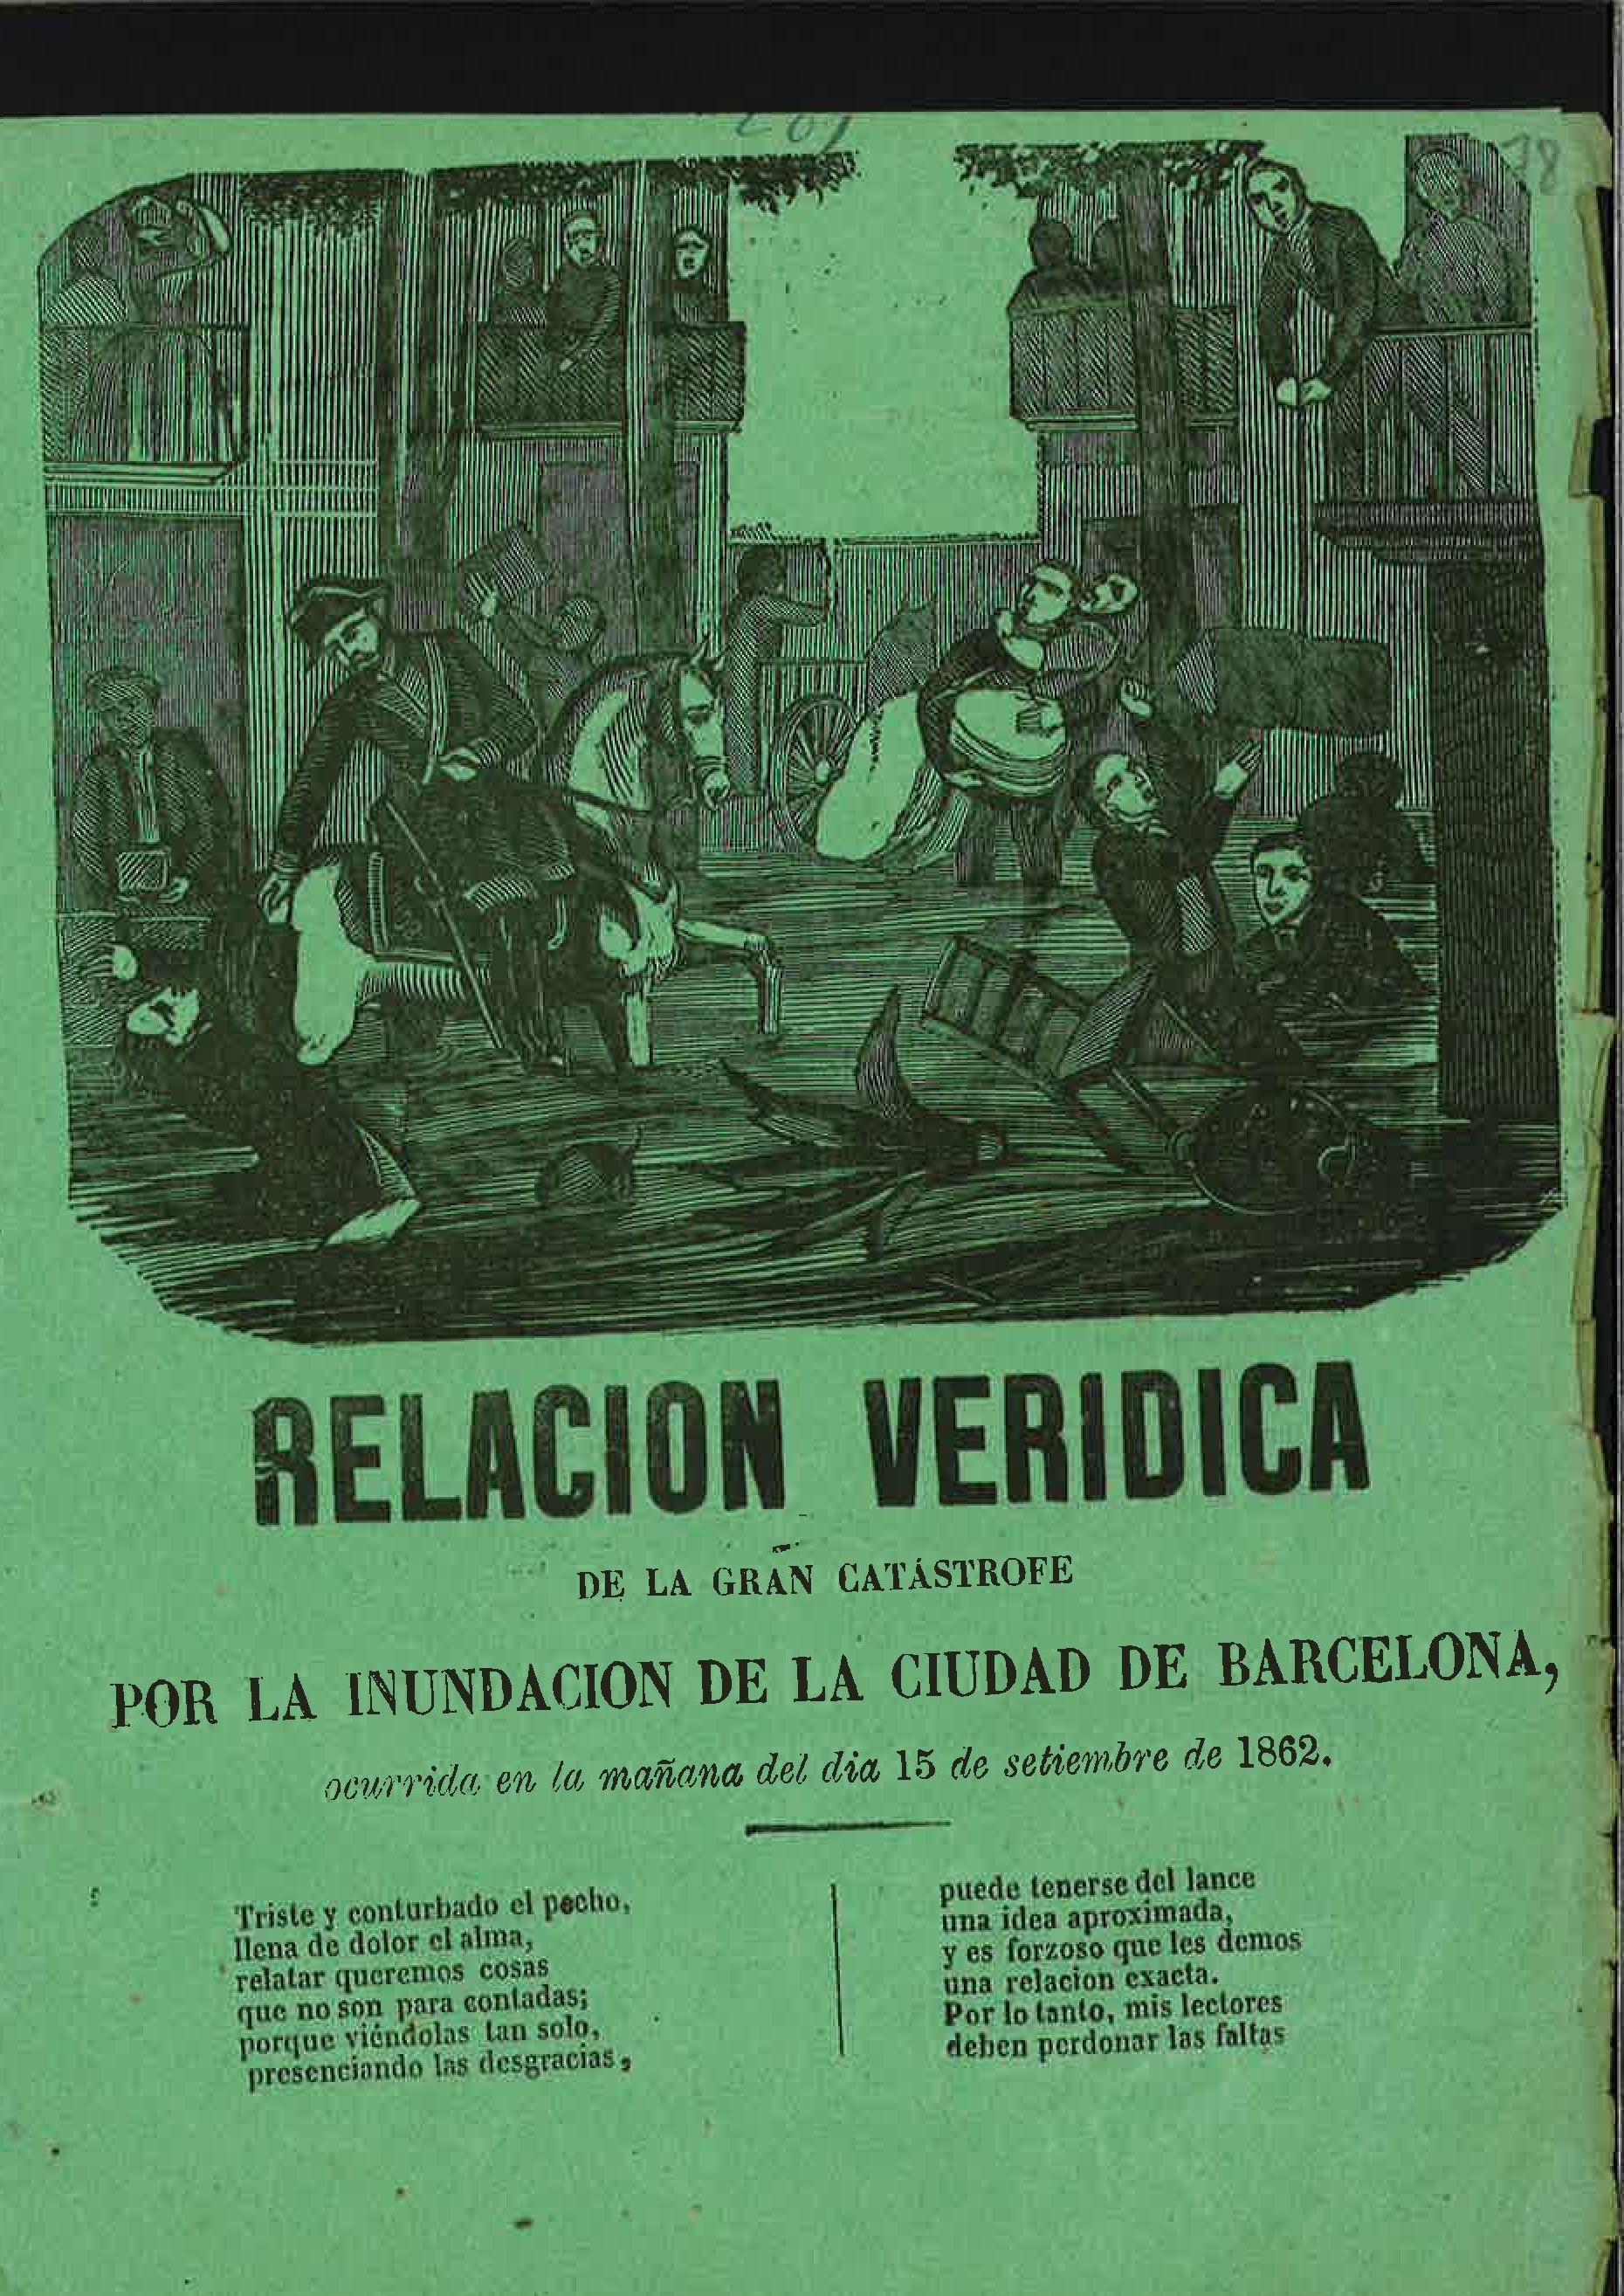 78
RELACION VERIDICA
DE LA GRAN CATÁSTROFE
POR LA INUNDACION DE LA CIUDAD DE BARCELONA,
ocurrida en la mañana del dia 15 de setiembre de 1862.
Triste y conturbado el pecho,
llena de dolor el alma,
relatar queremos cosas
que no son para contadas;
porque viéndolas tan solo,
presenciando las desgracias,
puede tenerse del lance
una idea aproximada,
y es forzoso que les demos
una relacion exacta.
Por lo tanto, mis lectores
deben perdonar las faltas